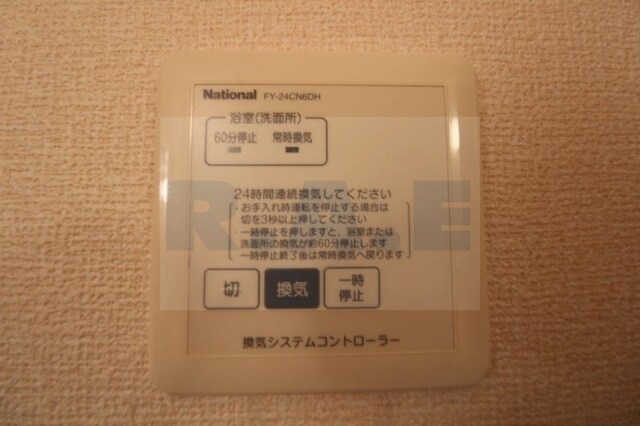 National FY-24CN6DH
浴室(洗面所)
60分停止 常時換気
24時間連続換気してください
・お手入れ時運転を停止する場合は
切を3秒以上押してください
・一時停止を押しますと、浴室または
洗面所の換気が約60分停止します
一時停止終了後は常時換気へ戻ります
切 換気 一時
停止
換気システムコントローラー